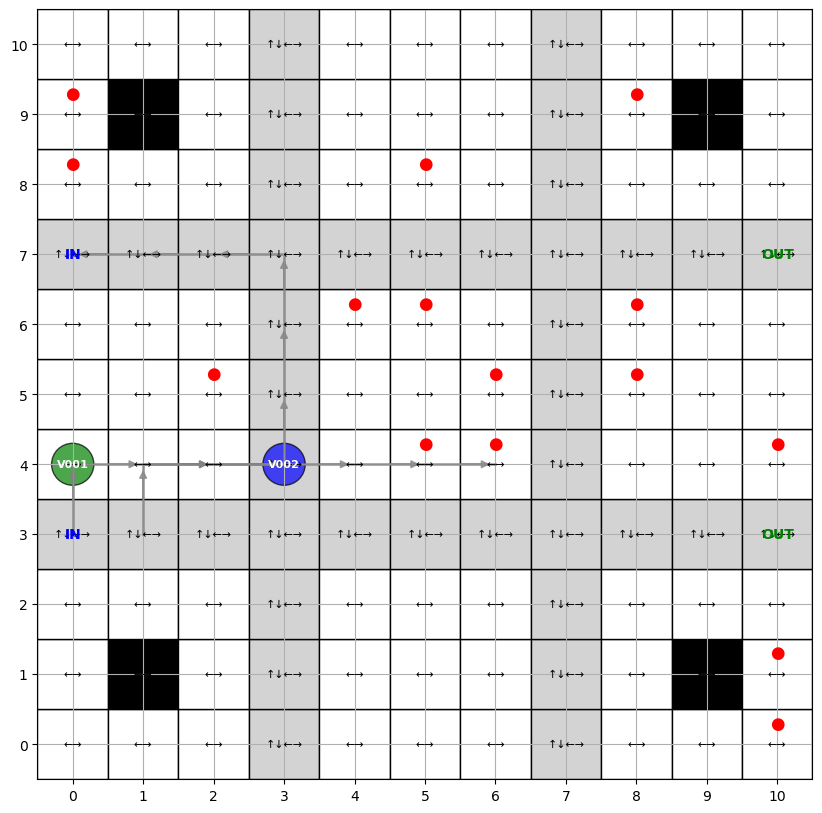 10 ←→ ←→ ←→ ↑↓←→ ←→ ←→ ←→ ↑↓←→ ←→ ←→ ←→
9 ←→ ←→ ↑↓←→ ←→ ←→ ←→ ↑↓←→ ←→ ←→
8 ←→ ←→ ←→ ↑↓←→ ←→ ←→ ←→ ↑↓←→ ←→ ←→ ←→
7 IN ↑↓←→ ↑↓←→ ↑↓←→ ↑↓←→ ↑↓←→ ↑↓←→ ↑↓←→ ↑↓←→ ↑↓←→ OUT
6 ←→ ←→ ←→ ↑↓←→ ←→ ←→ ←→ ↑↓←→ ←→ ←→ ←→
5 ←→ ←→ ←→ ↑↓←→ ←→ ←→ ←→ ↑↓←→ ←→ ←→ ←→
4 V001 ←→ ←→ V002 ←→ ←→ ←→ ↑↓←→ ←→ ←→ ←→
3 IN ↑↓←→ ↑↓←→ ↑↓←→ ↑↓←→ ↑↓←→ ↑↓←→ ↑↓←→ ↑↓←→ ↑↓←→ OUT
2 ←→ ←→ ←→ ↑↓←→ ←→ ←→ ←→ ↑↓←→ ←→ ←→ ←→
1 ←→ ←→ ↑↓←→ ←→ ←→ ←→ ↑↓←→ ←→ ←→
0 ←→ ←→ ←→ ↑↓←→ ←→ ←→ ←→ ↑↓←→ ←→ ←→ ←→
0 1 2 3 4 5 6 7 8 9 10